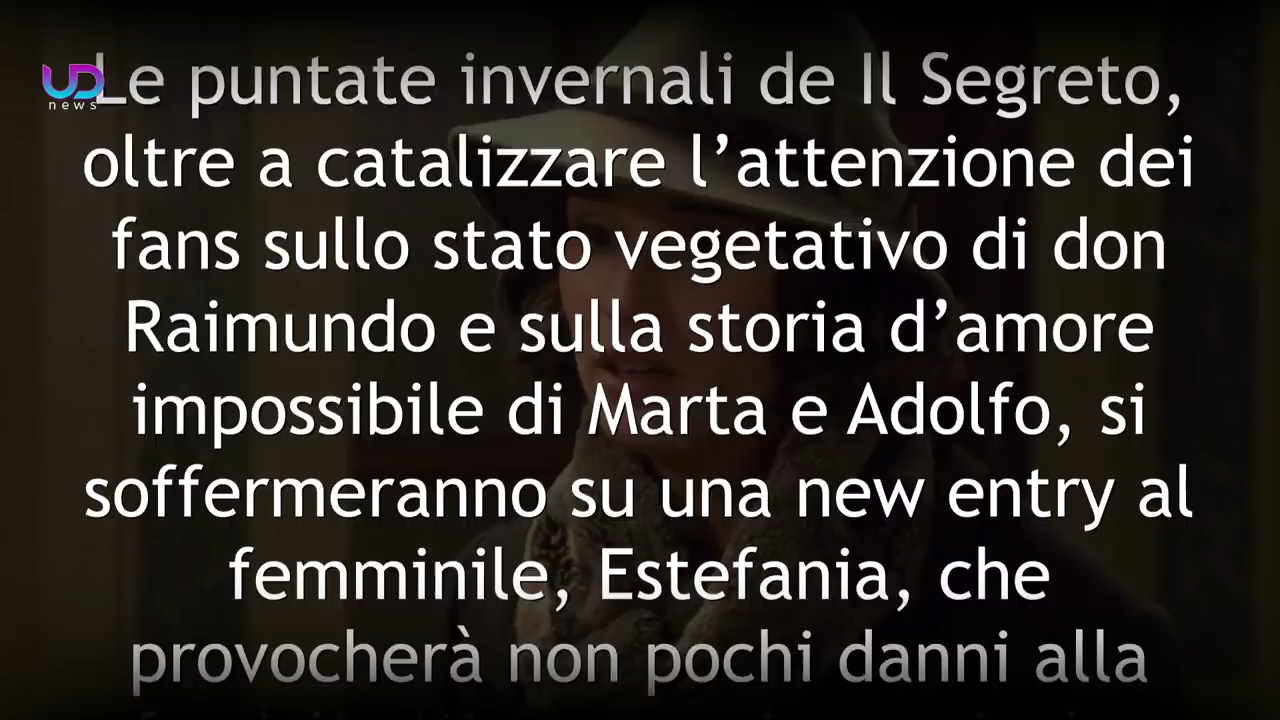 UD
news
Le puntate invernali de Il Segreto,
oltre a catalizzare l’attenzione dei
fans sullo stato vegetativo di don
Raimundo e sulla storia d’amore
impossibile di Marta e Adolfo, si
soffermeranno su una new entry al
femminile, Estefania, che
provocherà non pochi danni alla